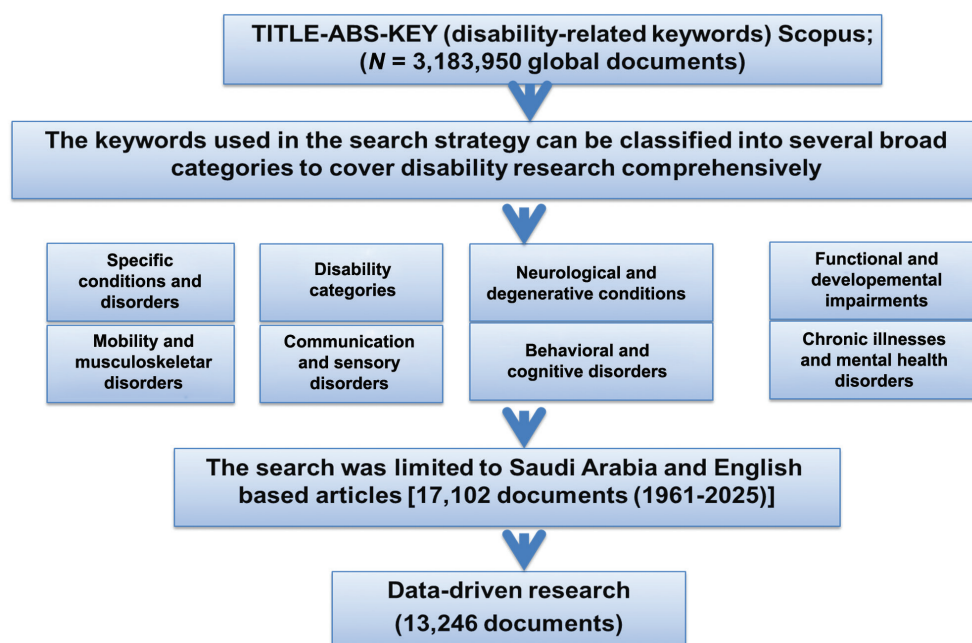 TITLE-ABS-KEY (disability-related keywords) Scopus;
(N = 3,183,950 global documents)
The keywords used in the search strategy can be classified into several broad
categories to cover disability research comprehensively
Specific
conditions and
disorders
Disability
categories
Neurological and
degenerative conditions
Functional and
developemental
impairments
Mobility and
musculoskeletar
disorders
Communication
and sensory
disorders
Behavioral and
cognitive disorders
Chronic illnesses
and mental health
disorders
The search was limited to Saudi Arabia and English
based articles [17,102 documents (1961-2025)]
Data-driven research
(13,246 documents)